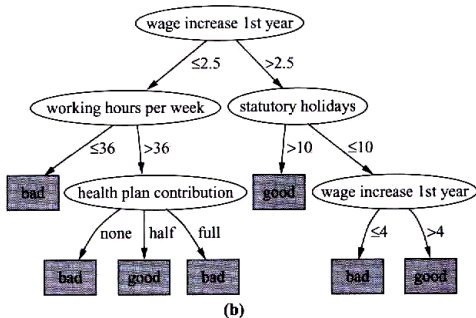 wage increase 1st year
≤2.5 >2.5
working hours per week statutory holidays
≤36 >36 >10 ≤10
bad health plan contribution good wage increase 1st year
none half full ≤4 >4
bad good bad bad good
(b)